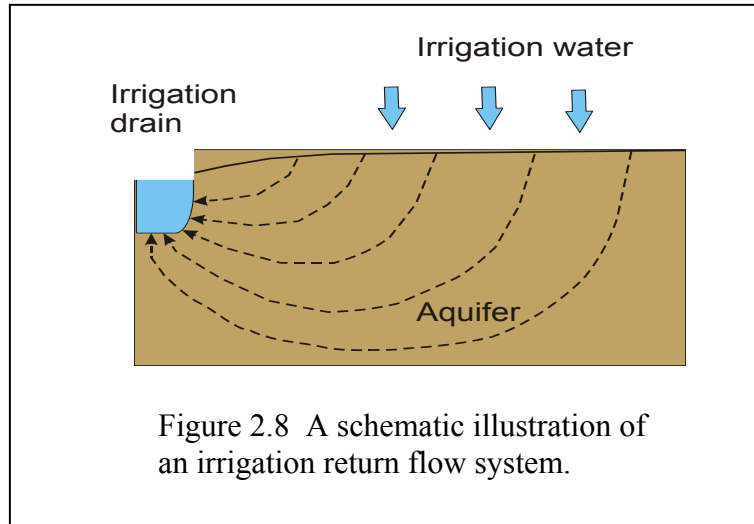 Irrigation water
Irrigation
drain
Aquifer
Figure 2.8  A schematic illustration of
an irrigation return flow system.